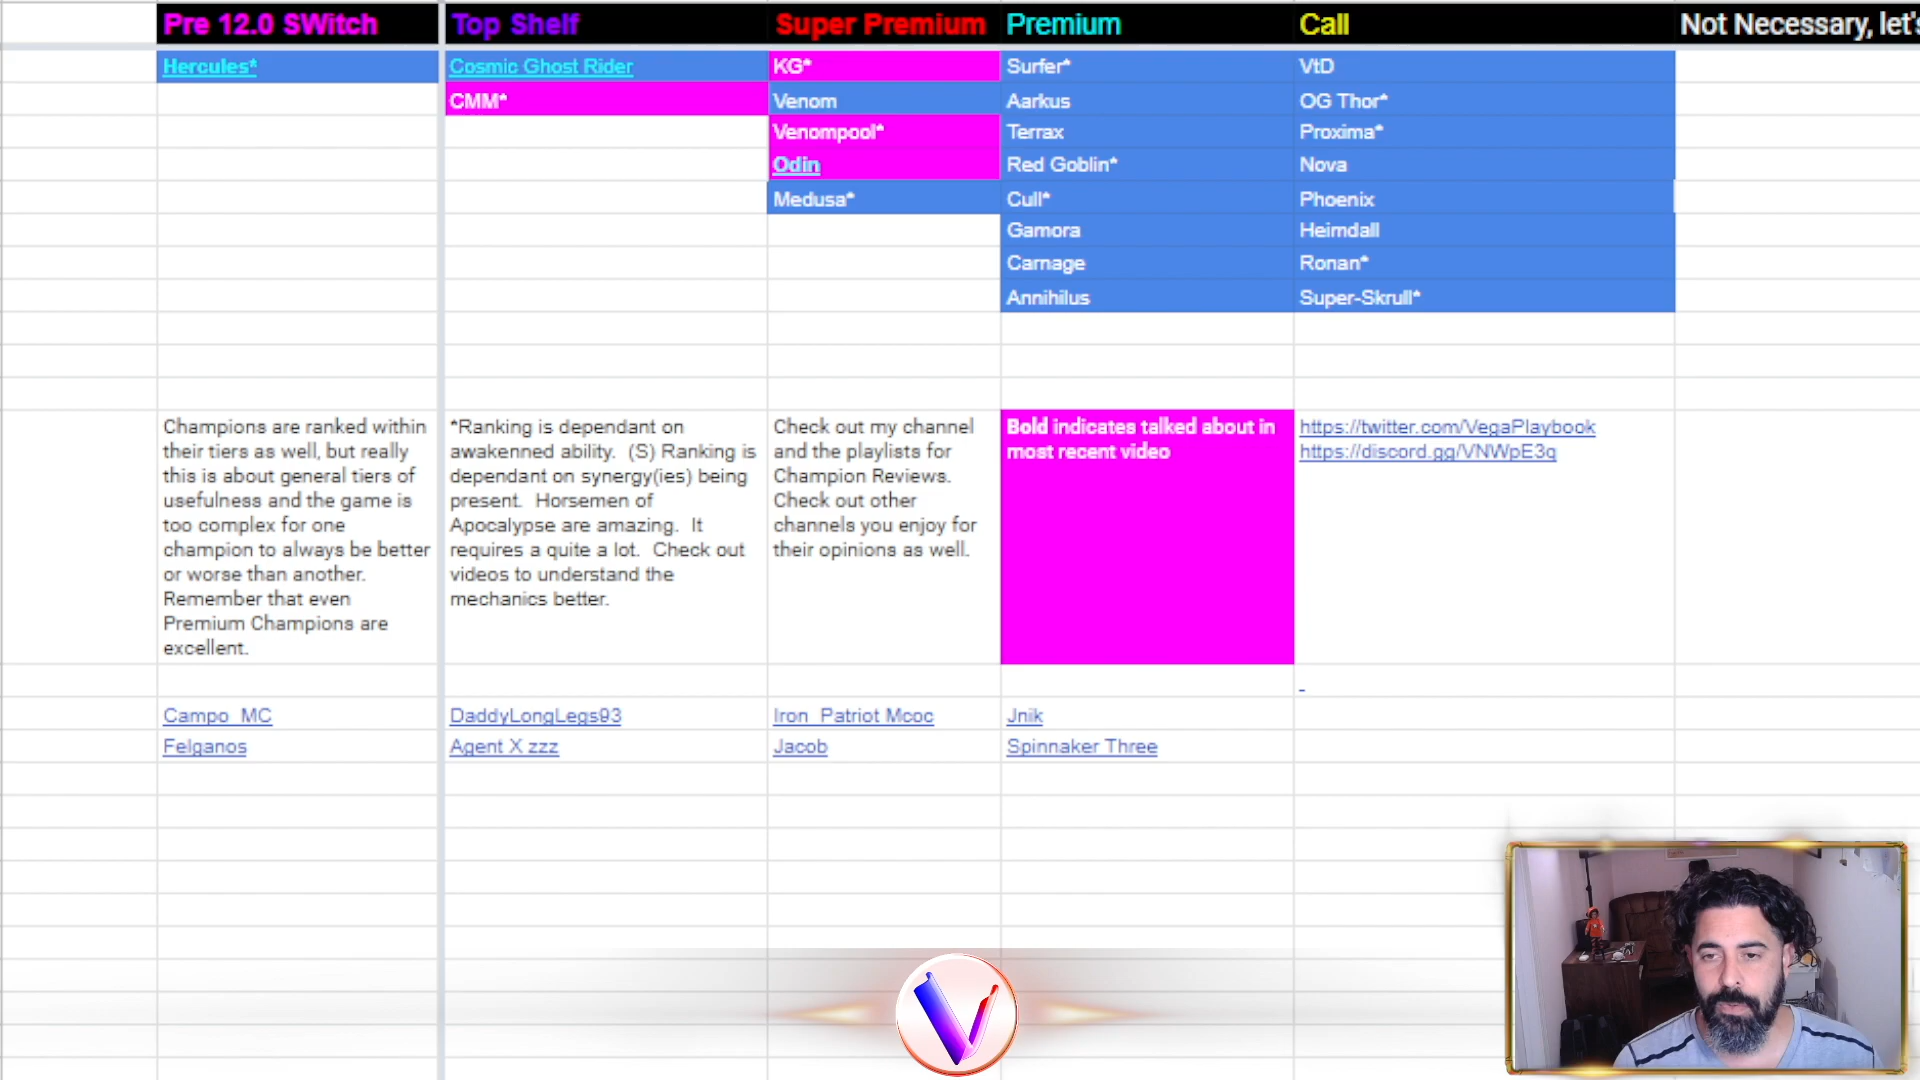 Pre 12.0 SWitch
Top Shelf
Super Premium
Premium
Call
Not Necessary, let's
Hercules*
Cosmic Ghost Rider
KG*
Surfer*
VtD
CMM*
Venom
Aarkus
OG Thor*
Venompool*
Terrax
Proxima*
Odin
Red Goblin*
Nova
Medusa*
Cull*
Phoenix
Gamora
Heimdall
Carnage
Ronan*
Annihilus
Super-Skrull*
Champions are ranked within
their tiers as well, but really
this is about general tiers of
usefulness and the game is
too complex for one
champion to always be better
or worse than another.
Remember that even
Premium Champions are
excellent.
*Ranking is dependant on
awakenned ability. (S) Ranking is
dependant on synergy(ies) being
present. Horsemen of
Apocalypse are amazing. It
requires a quite a lot. Check out
videos to understand the
mechanics better.
Check out my channel
and the playlists for
Champion Reviews.
Check out other
channels you enjoy for
their opinions as well.
Bold indicates talked about in
most recent video
https://twitter.com/VegaPlaybook
https://discord.gg/VNWpE3q
Campo_MC
DaddyLongLegs93
Iron_Patriot Mcoc
Jnik
Felganos
Agent X zzz
Jacob
Spinnaker Three